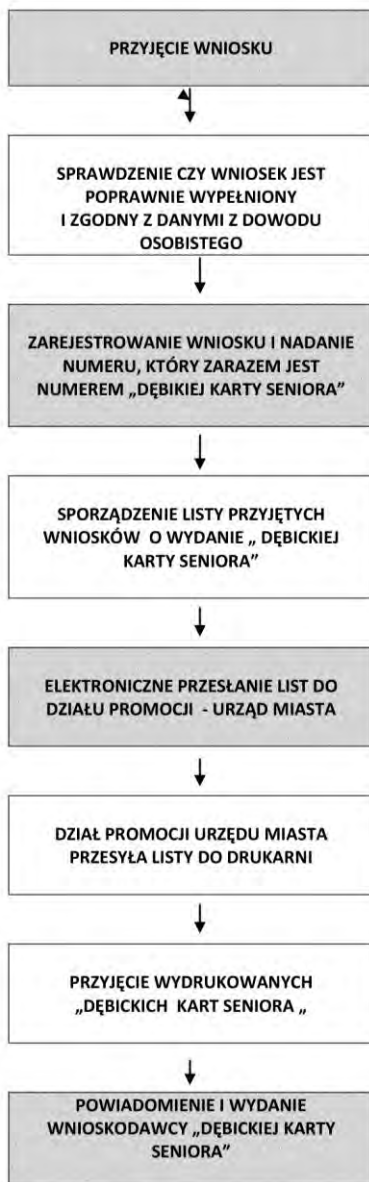 PRZYJĘCIE WNIOSKU
SPRAWDZENIE CZY WNIOSEK JEST
POPRAWNIE WYPEŁNIONY
I ZGODNY Z DANYMI Z DOWODU
OSOBISTEGO
ZAREJESTROWANIE WNIOSKU I NADANIE
NUMERU, KTÓRY ZARAZEM JEST
NUMEREM „DĘBIKIEJ KARTY SENIORA”
SPORZĄDZENIE LISTY PRZYJĘTYCH
WNIOSKÓW O WYDANIE „ DĘBICKIEJ
KARTY SENIORA”
ELEKTRONICZNE PRZESŁANIE LIST DO
DZIAŁU PROMOCJI - URZĄD MIASTA
DZIAŁ PROMOCJI URZĘDU MIASTA
PRZESYŁA LISTY DO DRUKARNI
PRZYJĘCIE WYDRUKOWANYCH
„DĘBICKICH KART SENIORA „
POWIADOMIENIE I WYDANIE
WNIOSKODAWCY „DĘBICKIEJ KARTY
SENIORA”